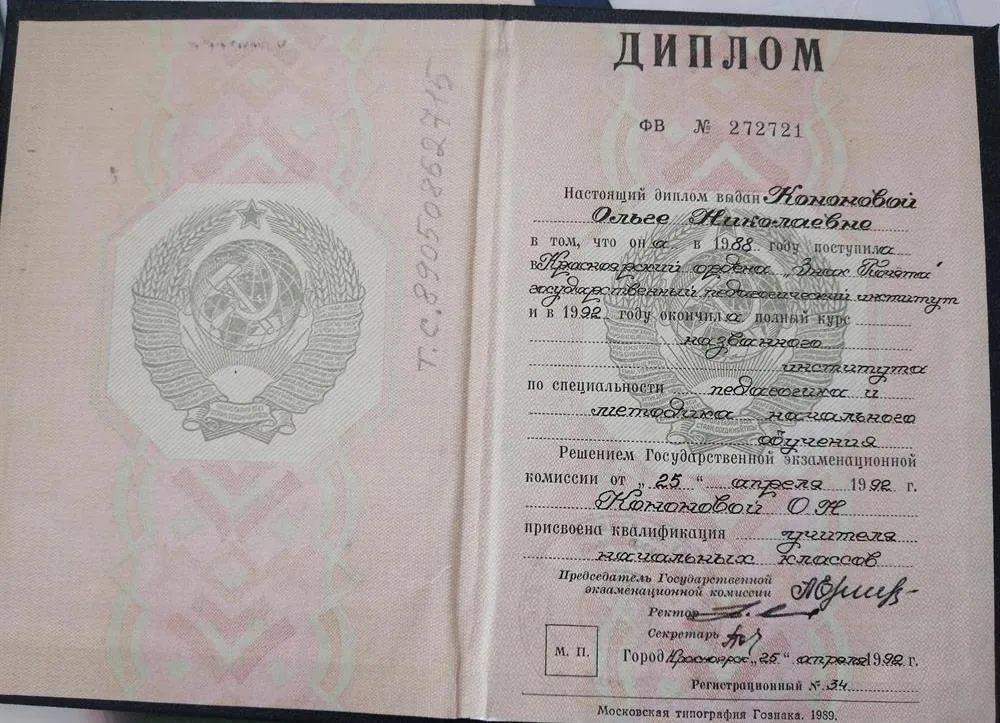 Т. С. 89050862715
ДИПЛОМ
ФВ № 272721
Настоящий диплом выдан Кононовой
Ольге Николаевне
в том, что она в 1988 году поступила
в Красноярский ордена „Знак Почёта"
государственный педагогический институт
и в 1992 году окончила полный курс
названного
института
по специальности педагогика и
методика начального
обучения
Решением Государственной экзаменационной
комиссии от „25" апреля 1992 г.
Кононовой О Н
присвоена квалификация учителя
начальных классов
Председатель Государственной
экзаменационной комиссии
Ректор
Секретарь
М. П.
Город Красноярск „25" апреля 1992 г.
Регистрационный № 34
Московская типография Гознака. 1989.